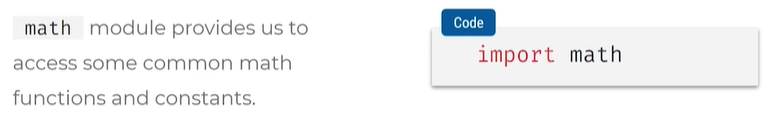 math module provides us to
access some common math
functions and constants.
Code
import math